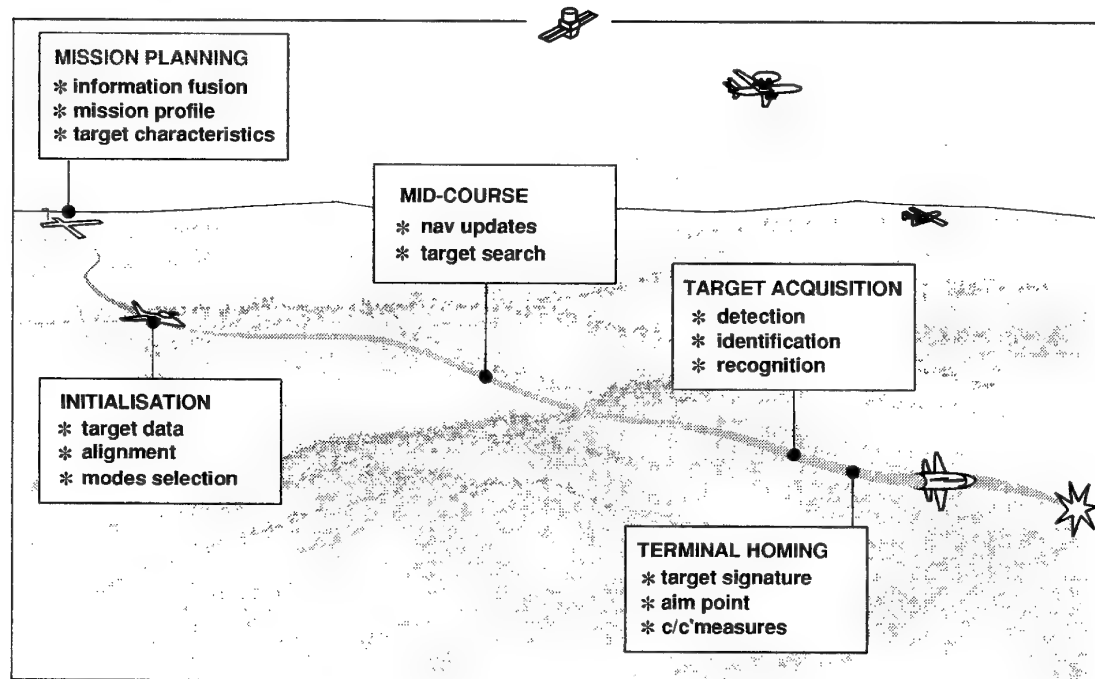 MISSION PLANNING
* information fusion
* mission profile
* target characteristics
MID-COURSE
* nav updates
* target search
TARGET ACQUISITION
* detection
* identification
* recognition
INITIALISATION
* target data
* alignment
* modes selection
TERMINAL HOMING
* target signature
* aim point
* c/c'measures